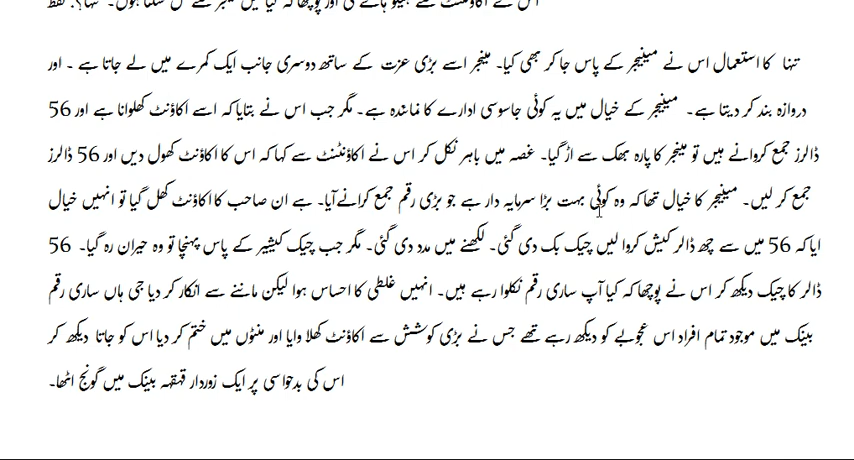 تنہا کا استعمال اس نے مینیجر کے پاس جا کر بھی کیا۔ مینجر اسے بڑی عزت کے ساتھ دوسری جانب ایک کمرے میں لے جاتا ہے ۔ اور
دروازہ بند کر دیتا ہے۔ مینیجر کے خیال میں یہ کوئی جاسوسی ادارے کا نمائندہ ہے۔ مگر جب اس نے بتایا کہ اسے اکاؤنٹ کھلوانا ہے اور 56
ڈالرز جمع کروانے ہیں تو مینجر کا پارہ بھک سے اڑ گیا۔ غصہ میں باہر نکل کر اس نے اکاؤنٹنٹ سے کہا کہ اس کا اکاؤنٹ کھول دیں اور 56 ڈالرز
جمع کر لیں۔ مینیجر کا خیال تھا کہ وہ کوئی بہت بڑا سرمایہ دار ہے جو بڑی رقم جمع کرانے آیا۔ ہے ان صاحب کا اکاؤنٹ کھل گیا تو انہیں خیال
ایا کہ 56 میں سے چھ ڈالر کیش کروا لیں چیک بک دی گئی۔ لکھنے میں مدد دی گئی۔ مگر جب چیک کیشیر کے پاس پہنچا تو وہ حیران رہ گیا۔ 56
ڈالر کا چیک دیکھ کر اس نے پوچھا کہ کیا آپ ساری رقم نکلوا رہے ہیں۔ انہیں غلطی کا احساس ہوا لیکن ماننے سے انکار کر دیا جی ہاں ساری رقم
بینک میں موجود تمام افراد اس عجوبے کو دیکھ رہے تھے جس نے بڑی کوشش سے اکاؤنٹ کھلا وایا اور منٹوں میں ختم کر دیا اس کو جاتا دیکھ کر
اس کی بدحواسی پر ایک زوردار قہقہہ بینک میں گونج اٹھا۔